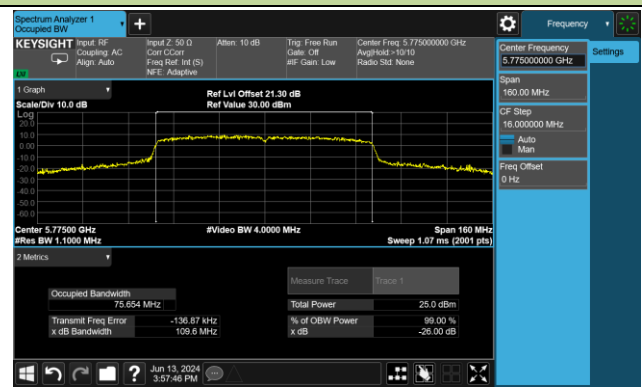 Spectrum Analyzer 1
Occupied BW
Frequency
KEYSIGHT
Input: RF
Coupling: AC
Align: Auto
Input Z: 50 Ω
Corr CCorr
Freq Ref: Int (S)
NFE: Adaptive
Atten: 10 dB
Trig: Free Run
Gate: Off
#IF Gain: Low
Center Freq: 5.775000000 GHz
Avg|Hold:>10/10
Radio Std: None
Center Frequency
5.775000000 GHz
Settings
Span
160.00 MHz
CF Step
16.000000 MHz
Auto
Man
Freq Offset
0 Hz
1 Graph
Scale/Div 10.0 dB
Ref Lvl Offset 21.30 dB
Ref Value 30.00 dBm
Log
20.0
10.0
0.00
-10.0
-20.0
-30.0
-40.0
-50.0
-60.0
Center 5.77500 GHz
#Video BW 4.0000 MHz
Span 160 MHz
#Res BW 1.1000 MHz
Sweep 1.07 ms (2001 pts)
2 Metrics
Measure Trace
Trace 1
Occupied Bandwidth
75.654 MHz
Total Power
25.0 dBm
Transmit Freq Error
-136.87 kHz
% of OBW Power
99.00 %
x dB Bandwidth
109.6 MHz
x dB
-26.00 dB
Jun 13, 2024
3:57:46 PM